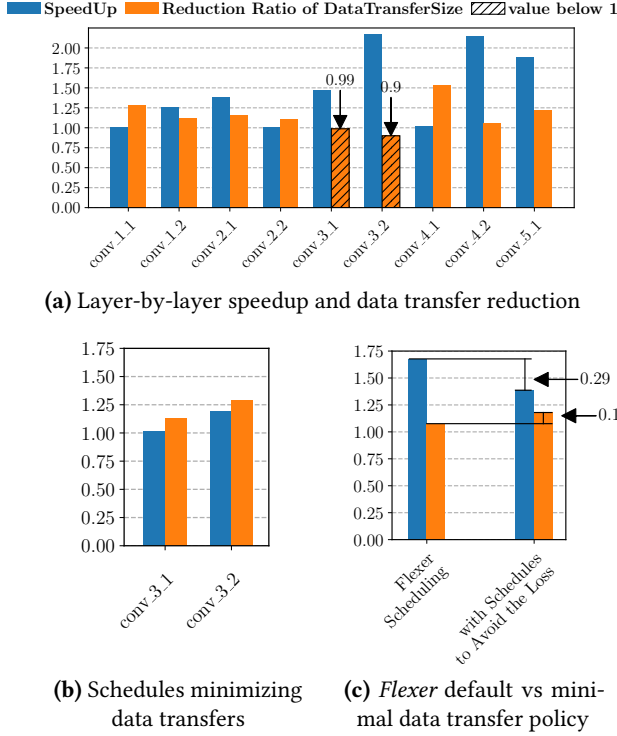 SpeedUp Reduction Ratio of DataTransferSize value below 1
2.00
1.75
1.50
1.25
1.00
0.75
0.50
0.25
0.00
0.99
0.9
conv_1_1
conv_1_2
conv_2_1
conv_2_2
conv_3_1
conv_3_2
conv_4_1
conv_4_2
conv_5_1
(a) Layer-by-layer speedup and data transfer reduction
1.75
1.50
1.25
1.00
0.75
0.50
0.25
0.00
conv_3_1
conv_3_2
(b) Schedules minimizing
data transfers
1.75
1.50
1.25
1.00
0.75
0.50
0.25
0.00
0.29
0.1
Flexer
Scheduling
with Schedules
to Avoid the Loss
(c) Flexer default vs mini-
mal data transfer policy